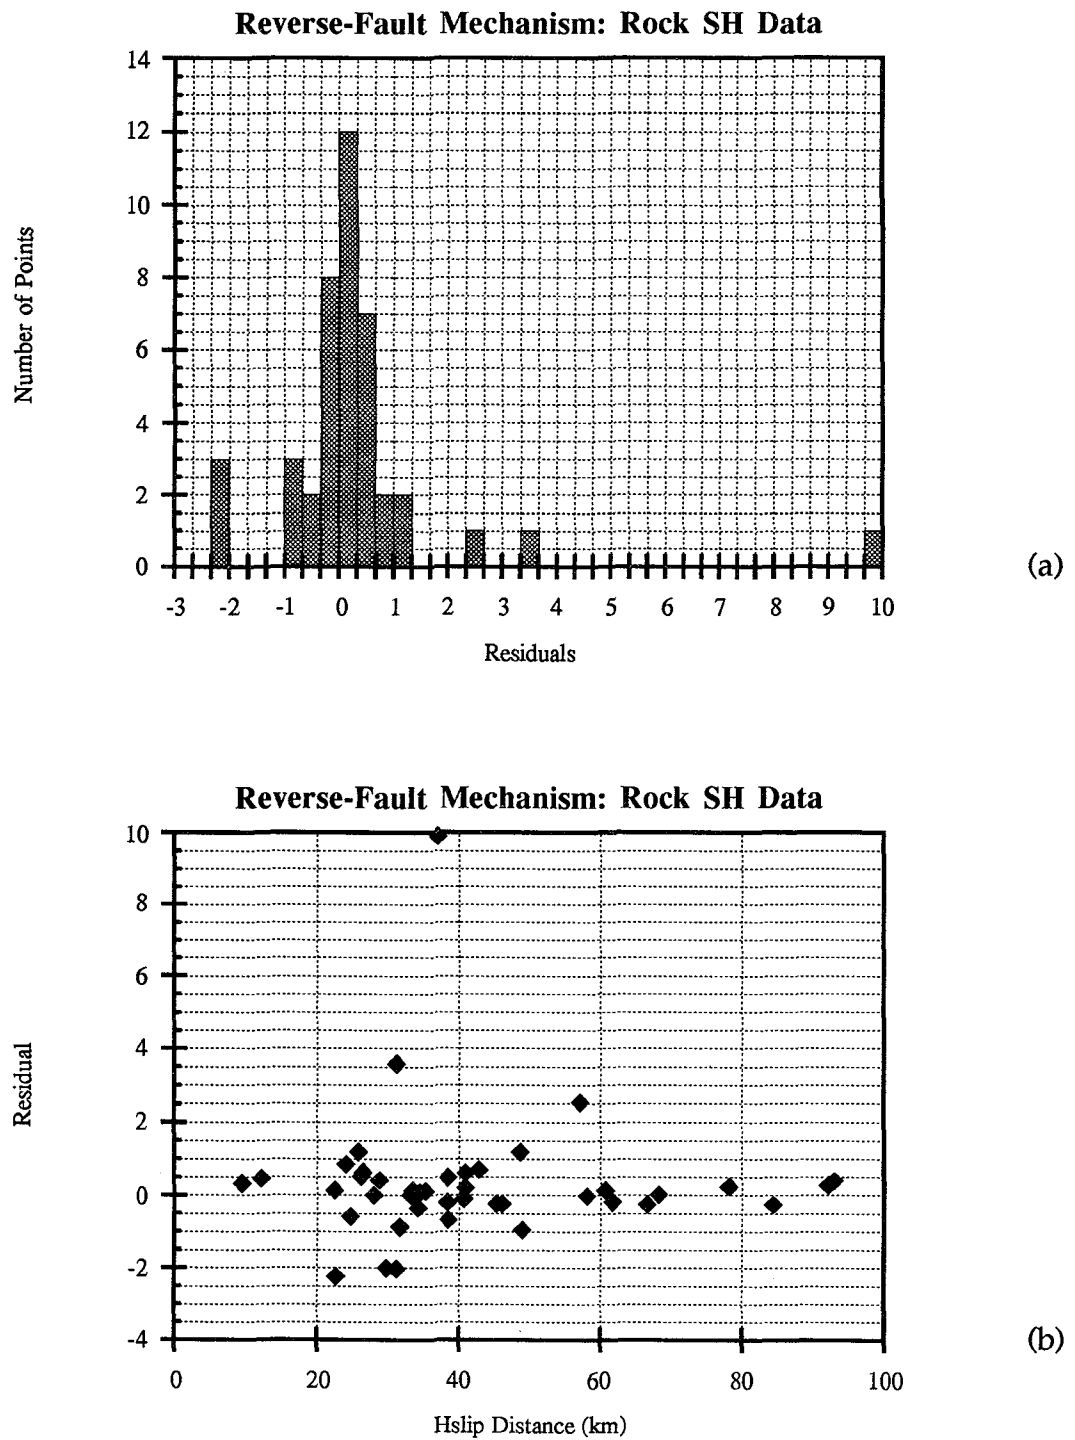 Reverse-Fault Mechanism: Rock SH Data
14
12
10
8
6
4
2
0
Number of Points
-3 -2 -1 0 1 2 3 4 5 6 7 8 9 10
Residuals
(a)
Reverse-Fault Mechanism: Rock SH Data
10
8
6
4
2
0
-2
-4
Residual
0 20 40 60 80 100
Hslip Distance (km)
(b)